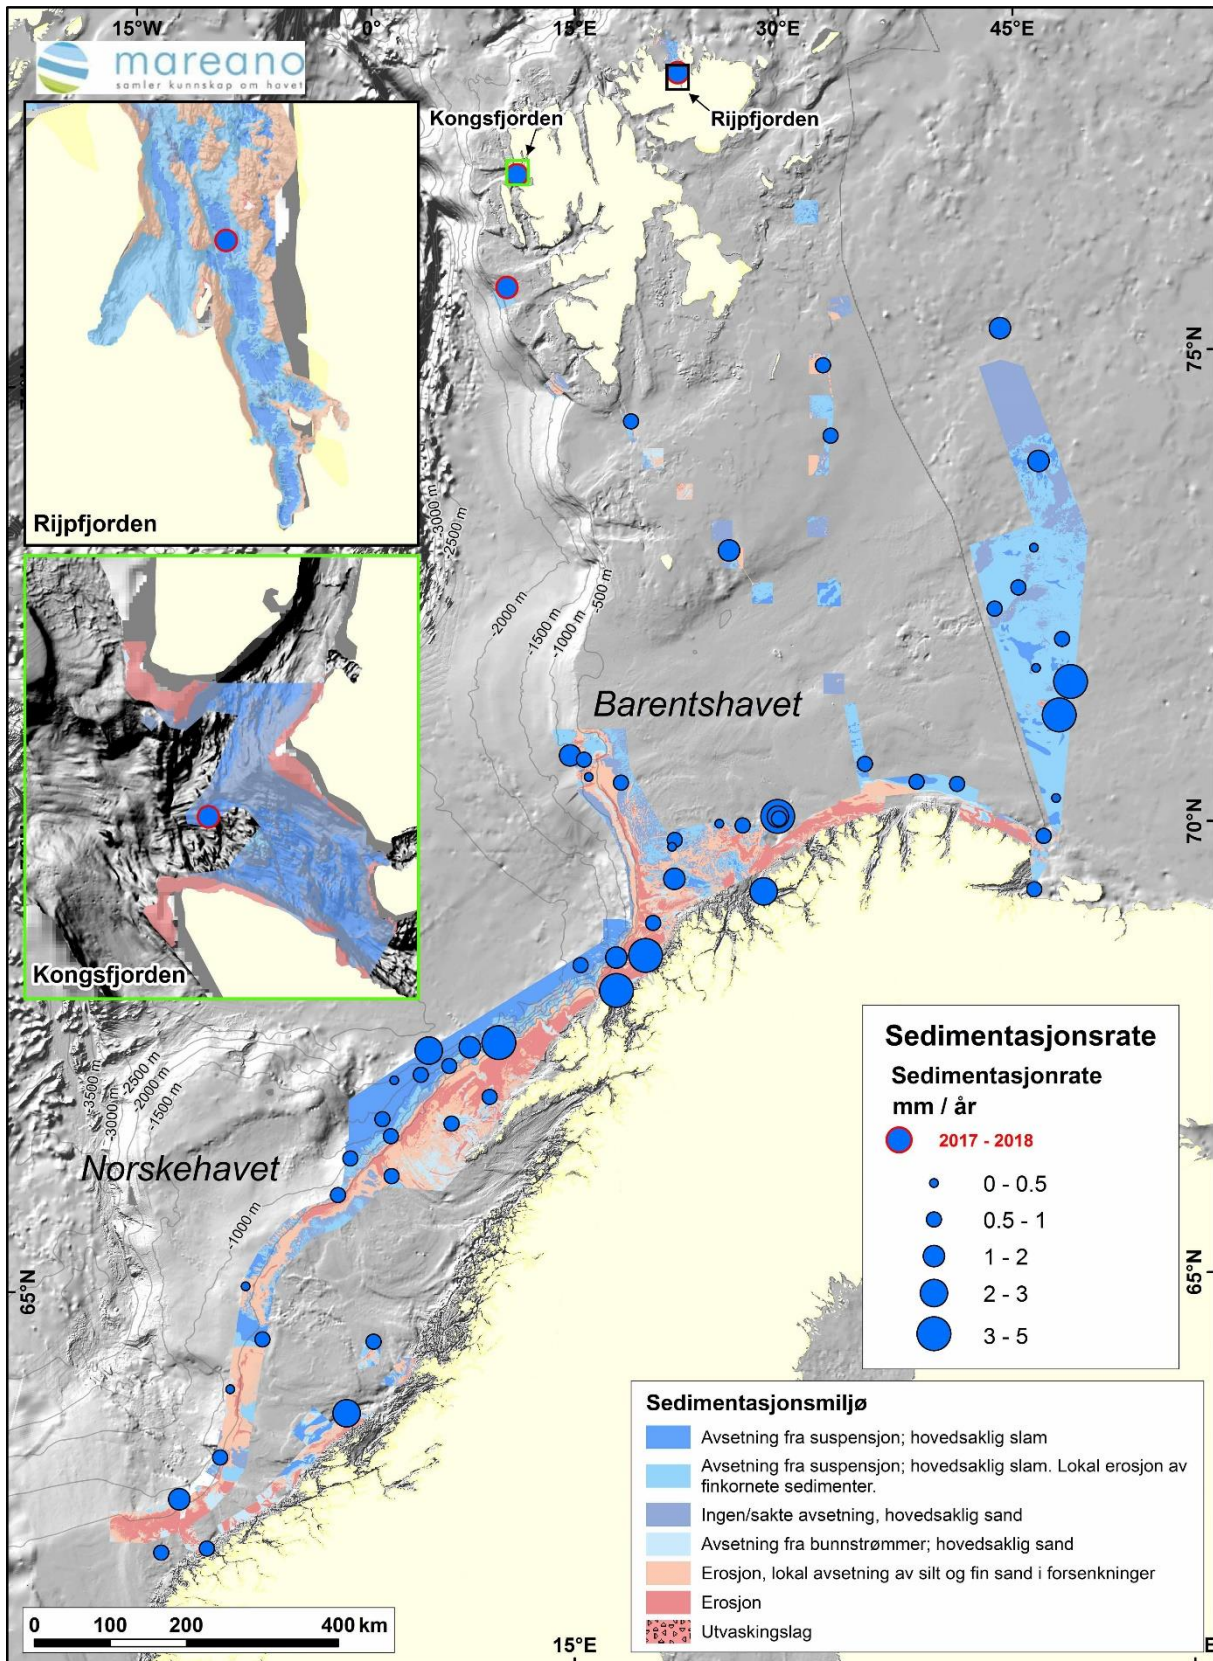 15°W 0° 15°E 30°E 45°E
mareano
samler kunnskap om havet
Kongsfjorden
Rijpfjorden
75°N
Rijpfjorden
-3000 m
-2500 m
-2000 m
-1500 m
-1000 m
-500 m
Barentshavet
70°N
Kongsfjorden
-3500 m
-3000 m
-2500 m
-2000 m
-1500 m
Norskehavet
-1000 m
65°N
65°N
Sedimentasjonsrate
Sedimentasjonrate
mm / år
2017 - 2018
0 - 0.5
0.5 - 1
1 - 2
2 - 3
3 - 5
Sedimentasjonsmiljø
Avsetning fra suspensjon; hovedsaklig slam
Avsetning fra suspensjon; hovedsaklig slam. Lokal erosjon av
finkornete sedimenter.
Ingen/sakte avsetning, hovedsaklig sand
Avsetning fra bunnstrømmer; hovedsaklig sand
Erosjon, lokal avsetning av silt og fin sand i forsenkninger
Erosjon
Utvaskingslag
0 100 200 400 km
15°E